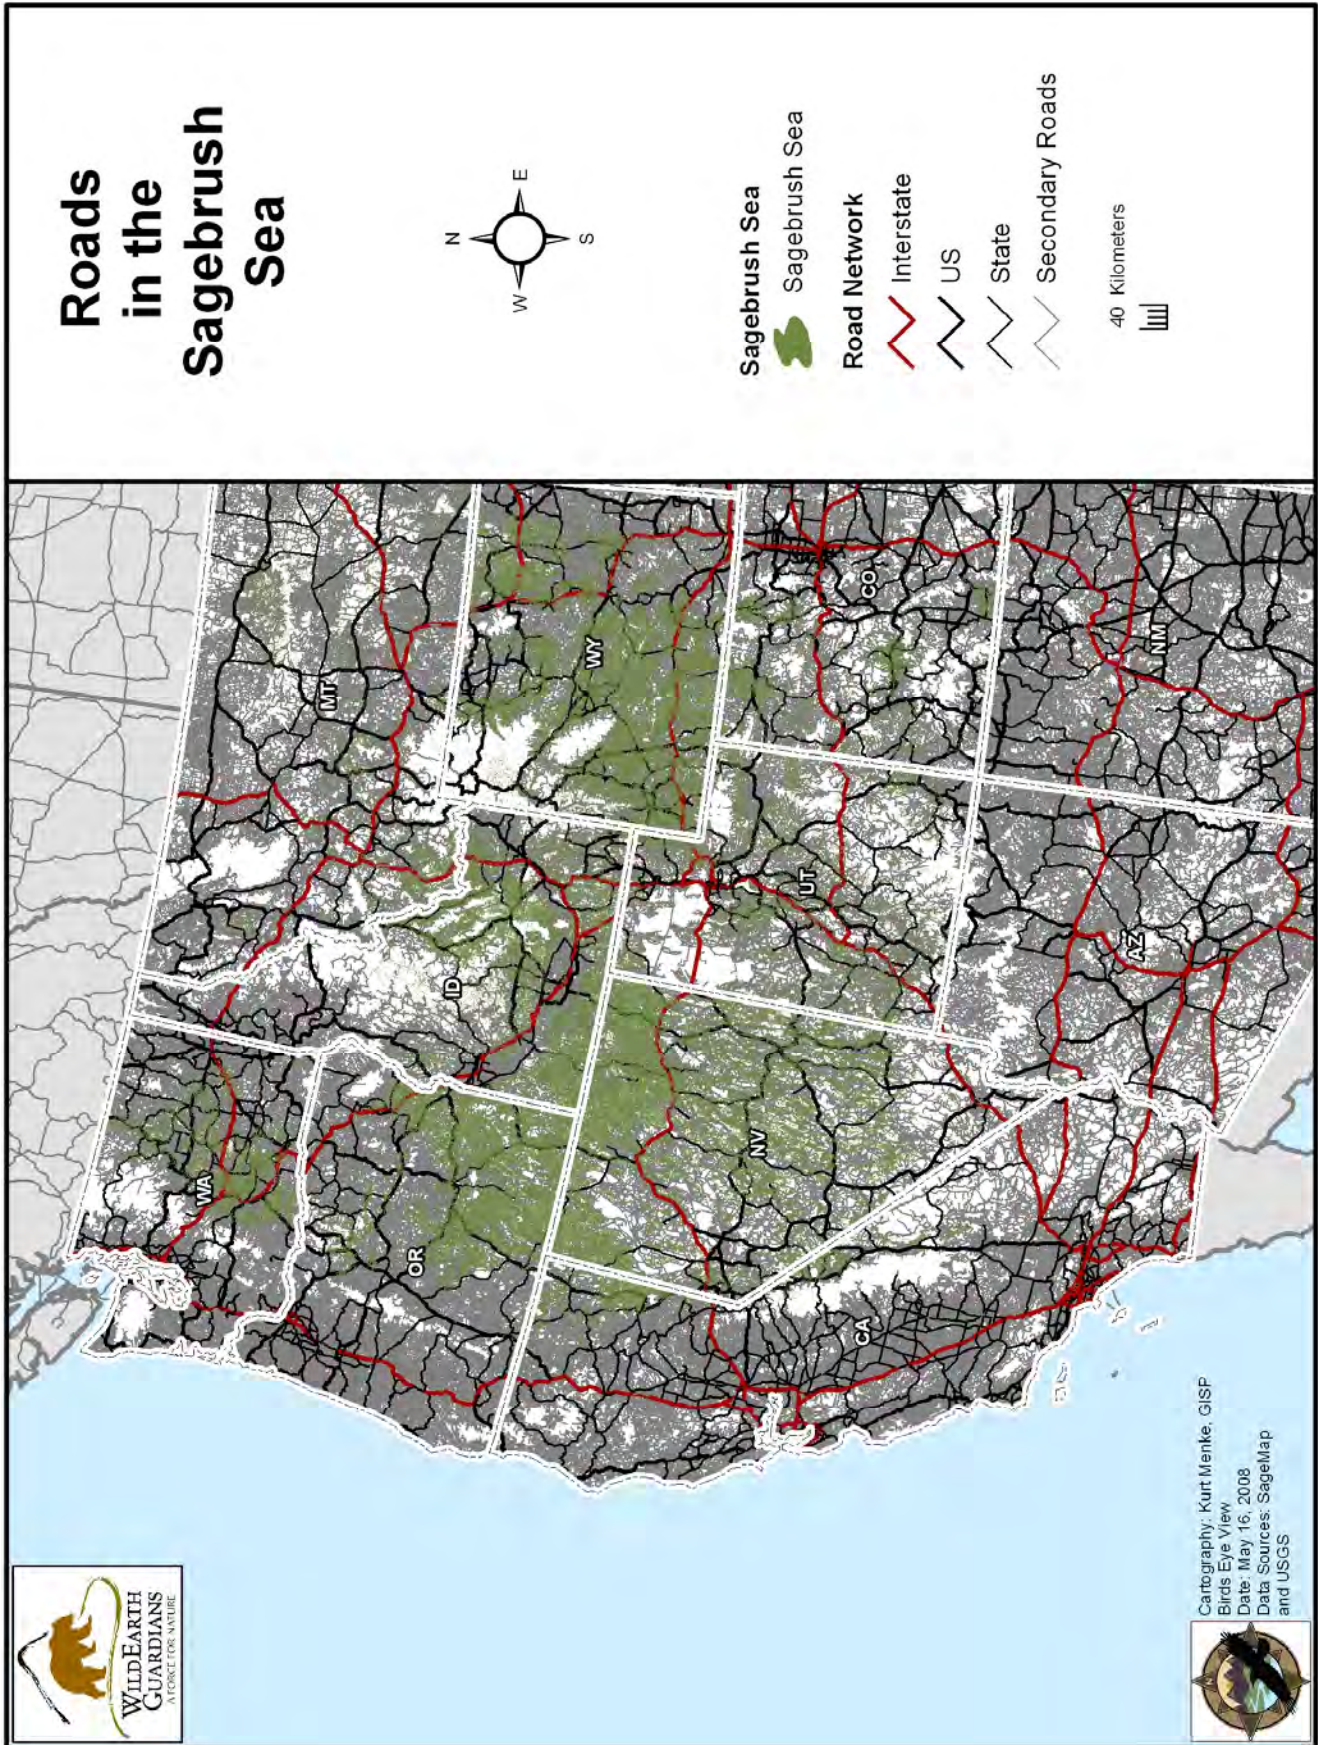 Roads
in the
Sagebrush
Sea
N
W
E
S
Sagebrush Sea
Sagebrush Sea
Road Network
Interstate
US
State
Secondary Roads
40 Kilometers
WA
MT
OR
ID
WY
NV
UT
CO
CA
AZ
NM
WILDEARTH
GUARDIANS
A FORCE FOR NATURE
Cartography: Kurt Menke, GISP
Birds Eye View
Date: May 16, 2008
Data Sources: SageMap
and USGS
N